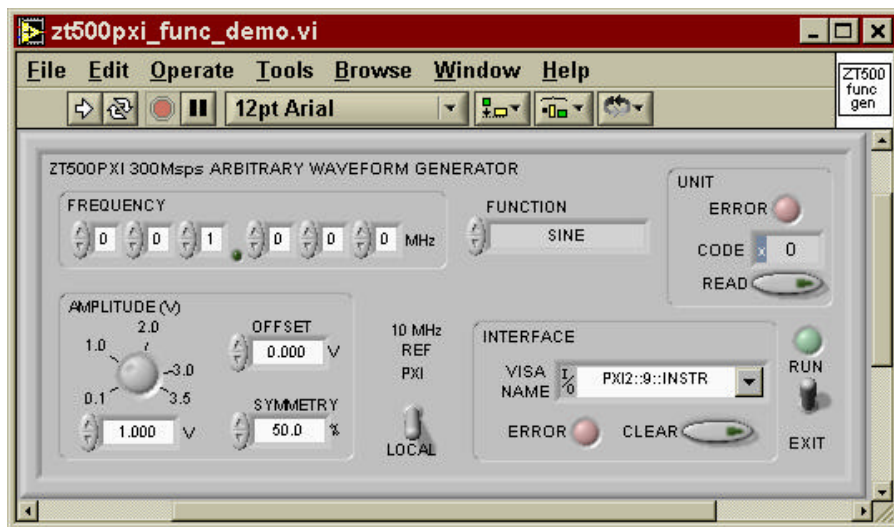 zt500pxi_func_demo.vi
File Edit Operate Tools Browse Window Help
12pt Arial
ZT500
func
gen
ZT500PXI 300Msps ARBITRARY WAVEFORM GENERATOR
FREQUENCY
0 0 1 0 0 0 MHz
FUNCTION
SINE
UNIT
ERROR
CODE x 0
READ
AMPLITUDE (V)
2.0
1.0
3.0
0.1
3.5
1.000 V
OFFSET
0.000 V
SYMMETRY
50.0 %
10 MHz
REF
PXI
LOCAL
INTERFACE
VISA
NAME
I/O
PXI2::9::INSTR
ERROR
CLEAR
RUN
EXIT